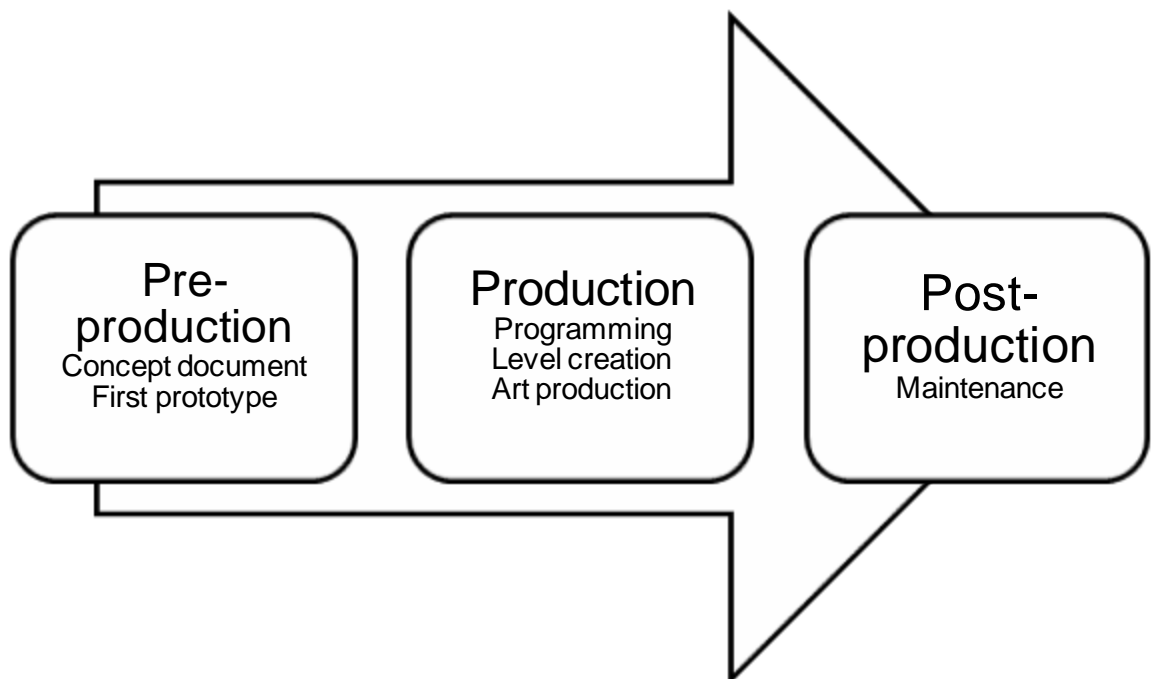 Pre-
production
Concept document
First prototype
Production
Programming
Level creation
Art production
Post-
production
Maintenance